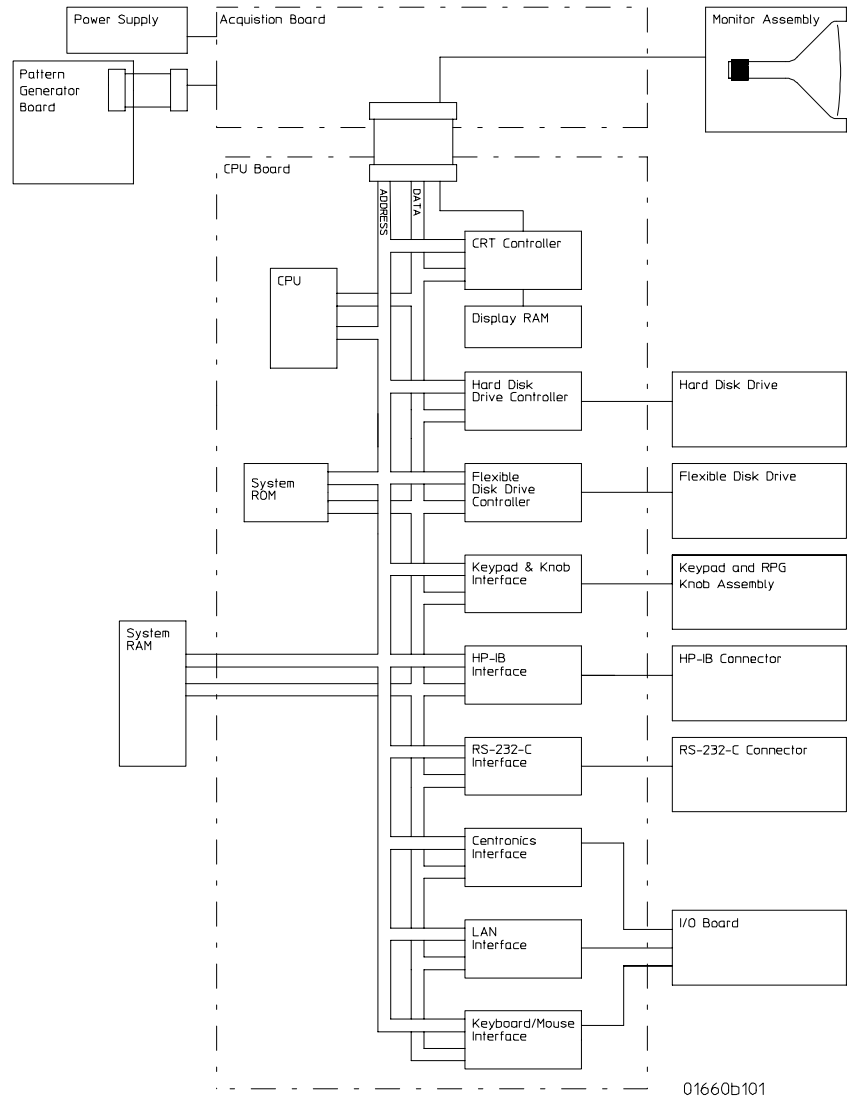 Power Supply
Acquistion Board
Monitor Assembly
Pattern
Generator
Board
CPU Board
ADDRESS
DATA
CRT Controller
CPU
Display RAM
Hard Disk
Drive Controller
Hard Disk Drive
System
ROM
Flexible
Disk Drive
Controller
Flexible Disk Drive
Keypad & Knob
Interface
Keypad and RPG
Knob Assembly
System
RAM
HP-IB
Interface
HP-IB Connector
RS-232-C
Interface
RS-232-C Connector
Centronics
Interface
I/O Board
LAN
Interface
Keyboard/Mouse
Interface
01660b101